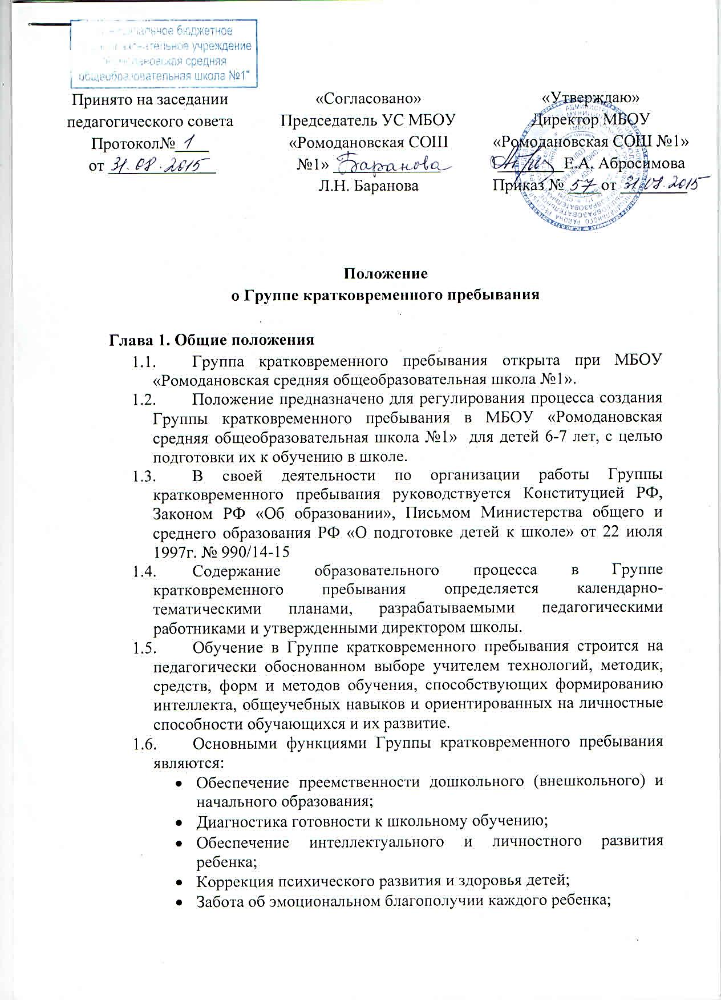 бюджетное
учреждение
средняя
общеобразовательная школа №1"
Принято на заседании
педагогического совета
Протокол№ 1
от 31.08.2015
«Согласовано»
Председатель УС МБОУ
«Ромодановская СОШ
№1» Баранова
Л.Н. Баранова
«Утверждаю»
Директор МБОУ
«Ромодановская СОШ №1»
Е.А. Абросимова
Приказ № 57 от 31.08.2015
Положение
о Группе кратковременного пребывания
Глава 1. Общие положения
1.1. Группа кратковременного пребывания открыта при МБОУ
«Ромодановская средняя общеобразовательная школа №1».
1.2. Положение предназначено для регулирования процесса создания
Группы кратковременного пребывания в МБОУ «Ромодановская
средняя общеобразовательная школа №1» для детей 6-7 лет, с целью
подготовки их к обучению в школе.
1.3. В своей деятельности по организации работы Группы
кратковременного пребывания руководствуется Конституцией РФ,
Законом РФ «Об образовании», Письмом Министерства общего и
среднего образования РФ «О подготовке детей к школе» от 22 июля
1997г. № 990/14-15
1.4. Содержание образовательного процесса в Группе
кратковременного пребывания определяется календарно-
тематическими планами, разрабатываемыми педагогическими
работниками и утвержденными директором школы.
1.5. Обучение в Группе кратковременного пребывания строится на
педагогически обоснованном выборе учителем технологий, методик,
средств, форм и методов обучения, способствующих формированию
интеллекта, общеучебных навыков и ориентированных на личностные
способности обучающихся и их развитие.
1.6. Основными функциями Группы кратковременного пребывания
являются:
• Обеспечение преемственности дошкольного (внешкольного) и
начального образования;
• Диагностика готовности к школьному обучению;
• Обеспечение интеллектуального и личностного развития
ребенка;
• Коррекция психического развития и здоровья детей;
• Забота об эмоциональном благополучии каждого ребенка;